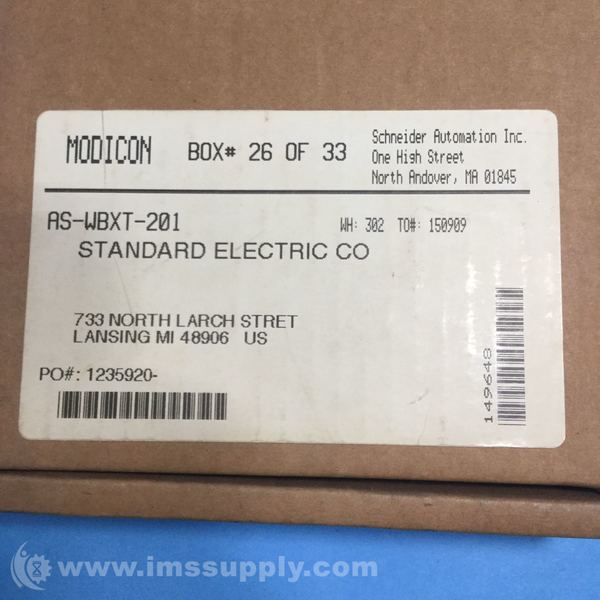 MODICON BOX# 26 OF 33
Schneider Automation Inc.
One High Street
North Andover, MA 01845
AS-WBXT-201 WH: 302 TO#: 150909
STANDARD ELECTRIC CO
733 NORTH LARCH STRET
LANSING MI 48906 US
PO#: 1235920-
149648
www.imssupply.com